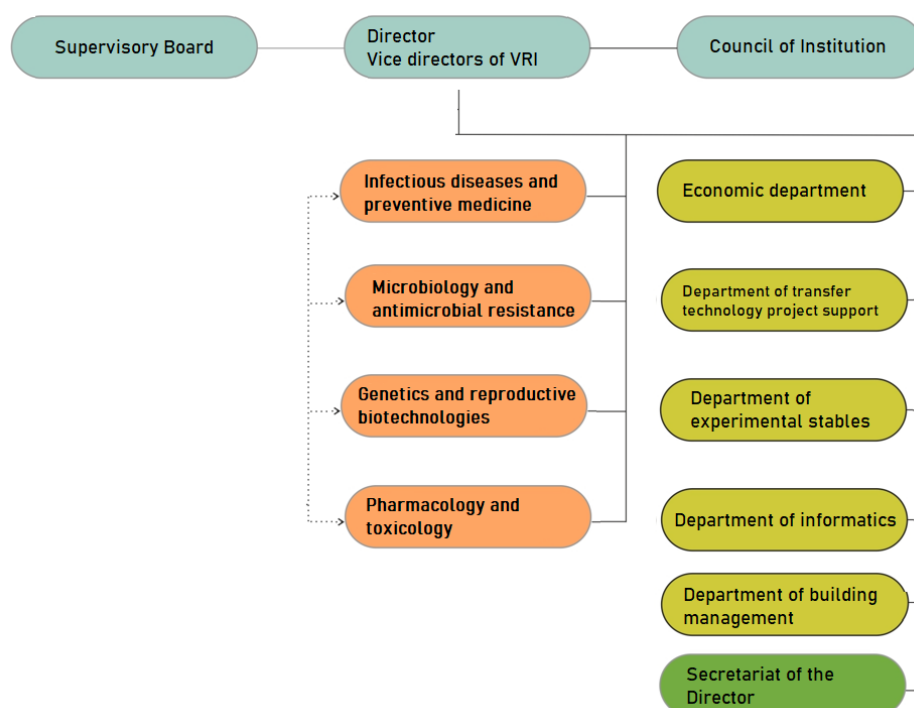 Supervisory Board
Director
Vice directors of VRI
Council of Institution
Infectious diseases and
preventive medicine
Economic department
Microbiology and
antimicrobial resistance
Department of transfer
technology project support
Genetics and reproductive
biotechnologies
Department of
experimental stables
Pharmacology and
toxicology
Department of informatics
Department of building
management
Secretariat of the
Director